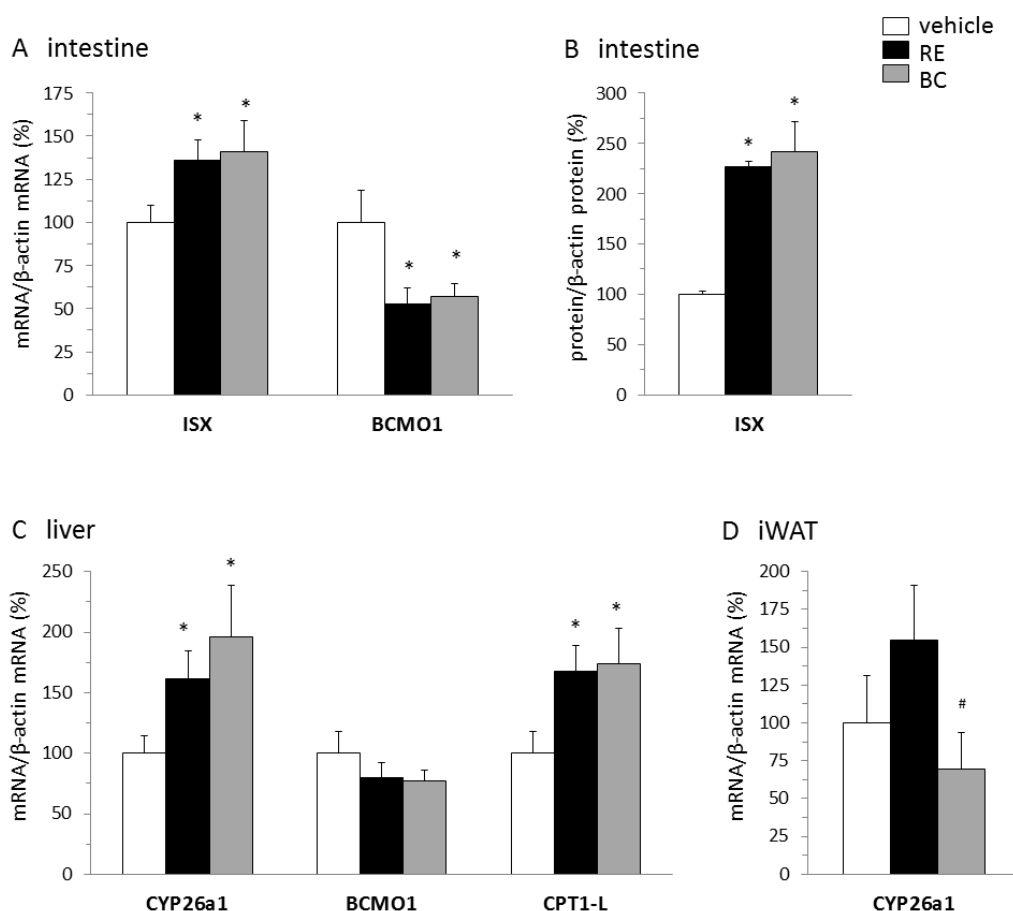 vehicle
RE
BC
A intestine
mRNA/β-actin mRNA (%)
175
150
125
100
75
50
25
0
* * * *
ISX BCMO1
B intestine
protein/β-actin protein (%)
300
250
200
150
100
50
0
* *
ISX
C liver
mRNA/β-actin mRNA (%)
250
200
150
100
50
0
* * * *
CYP26a1 BCMO1 CPT1-L
D iWAT
mRNA/β-actin mRNA (%)
200
175
150
125
100
75
50
25
0
#
CYP26a1